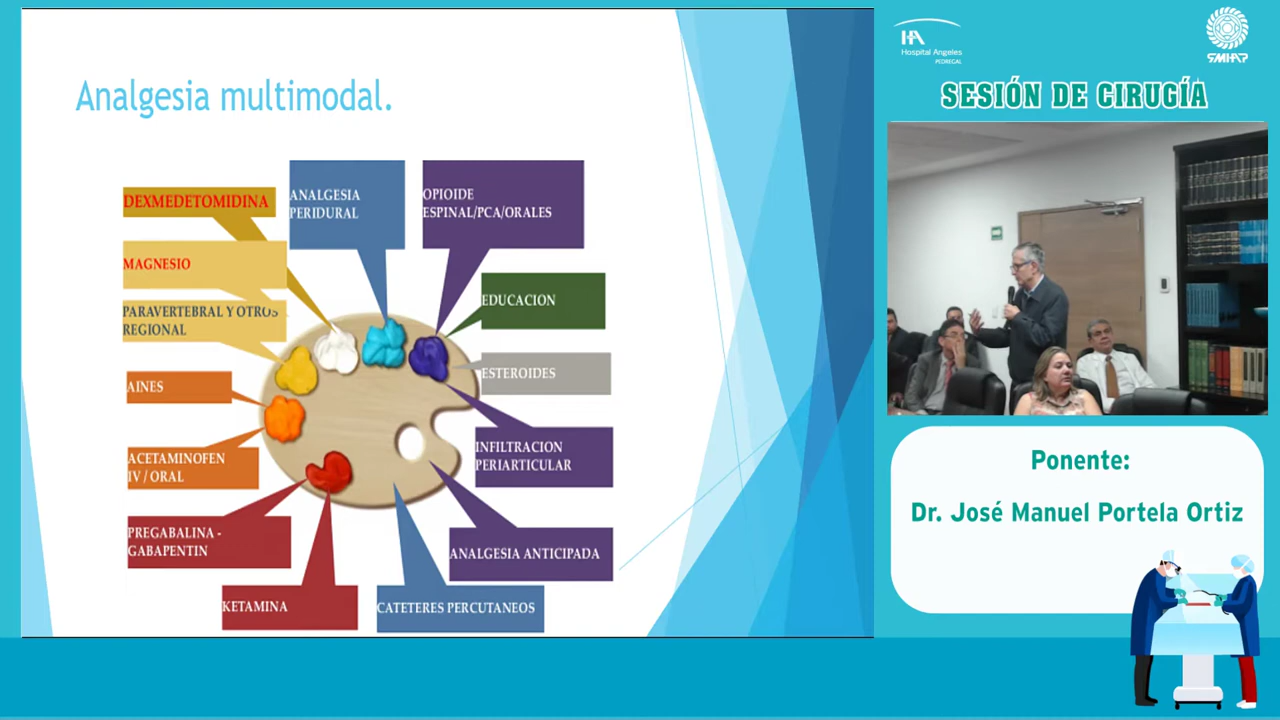 Analgesia multimodal.
DEXMEDETOMIDINA
ANALGESIA
PERIDURAL
OPIOIDE
ESPINAL/PCA/ORALES
MAGNESIO
PARAVERTEBRAL Y OTROS
REGIONAL
EDUCACION
ESTEROIDES
AINES
INFILTRACION
PERIARTICULAR
ACETAMINOFEN
IV / ORAL
PREGABALINA -
GABAPENTIN
ANALGESIA ANTICIPADA
KETAMINA
CATETERES PERCUTANEOS
HA
Hospital Angeles
PEDREGAL
SMHAP
SESIÓN DE CIRUGÍA
Ponente:
Dr. José Manuel Portela Ortiz